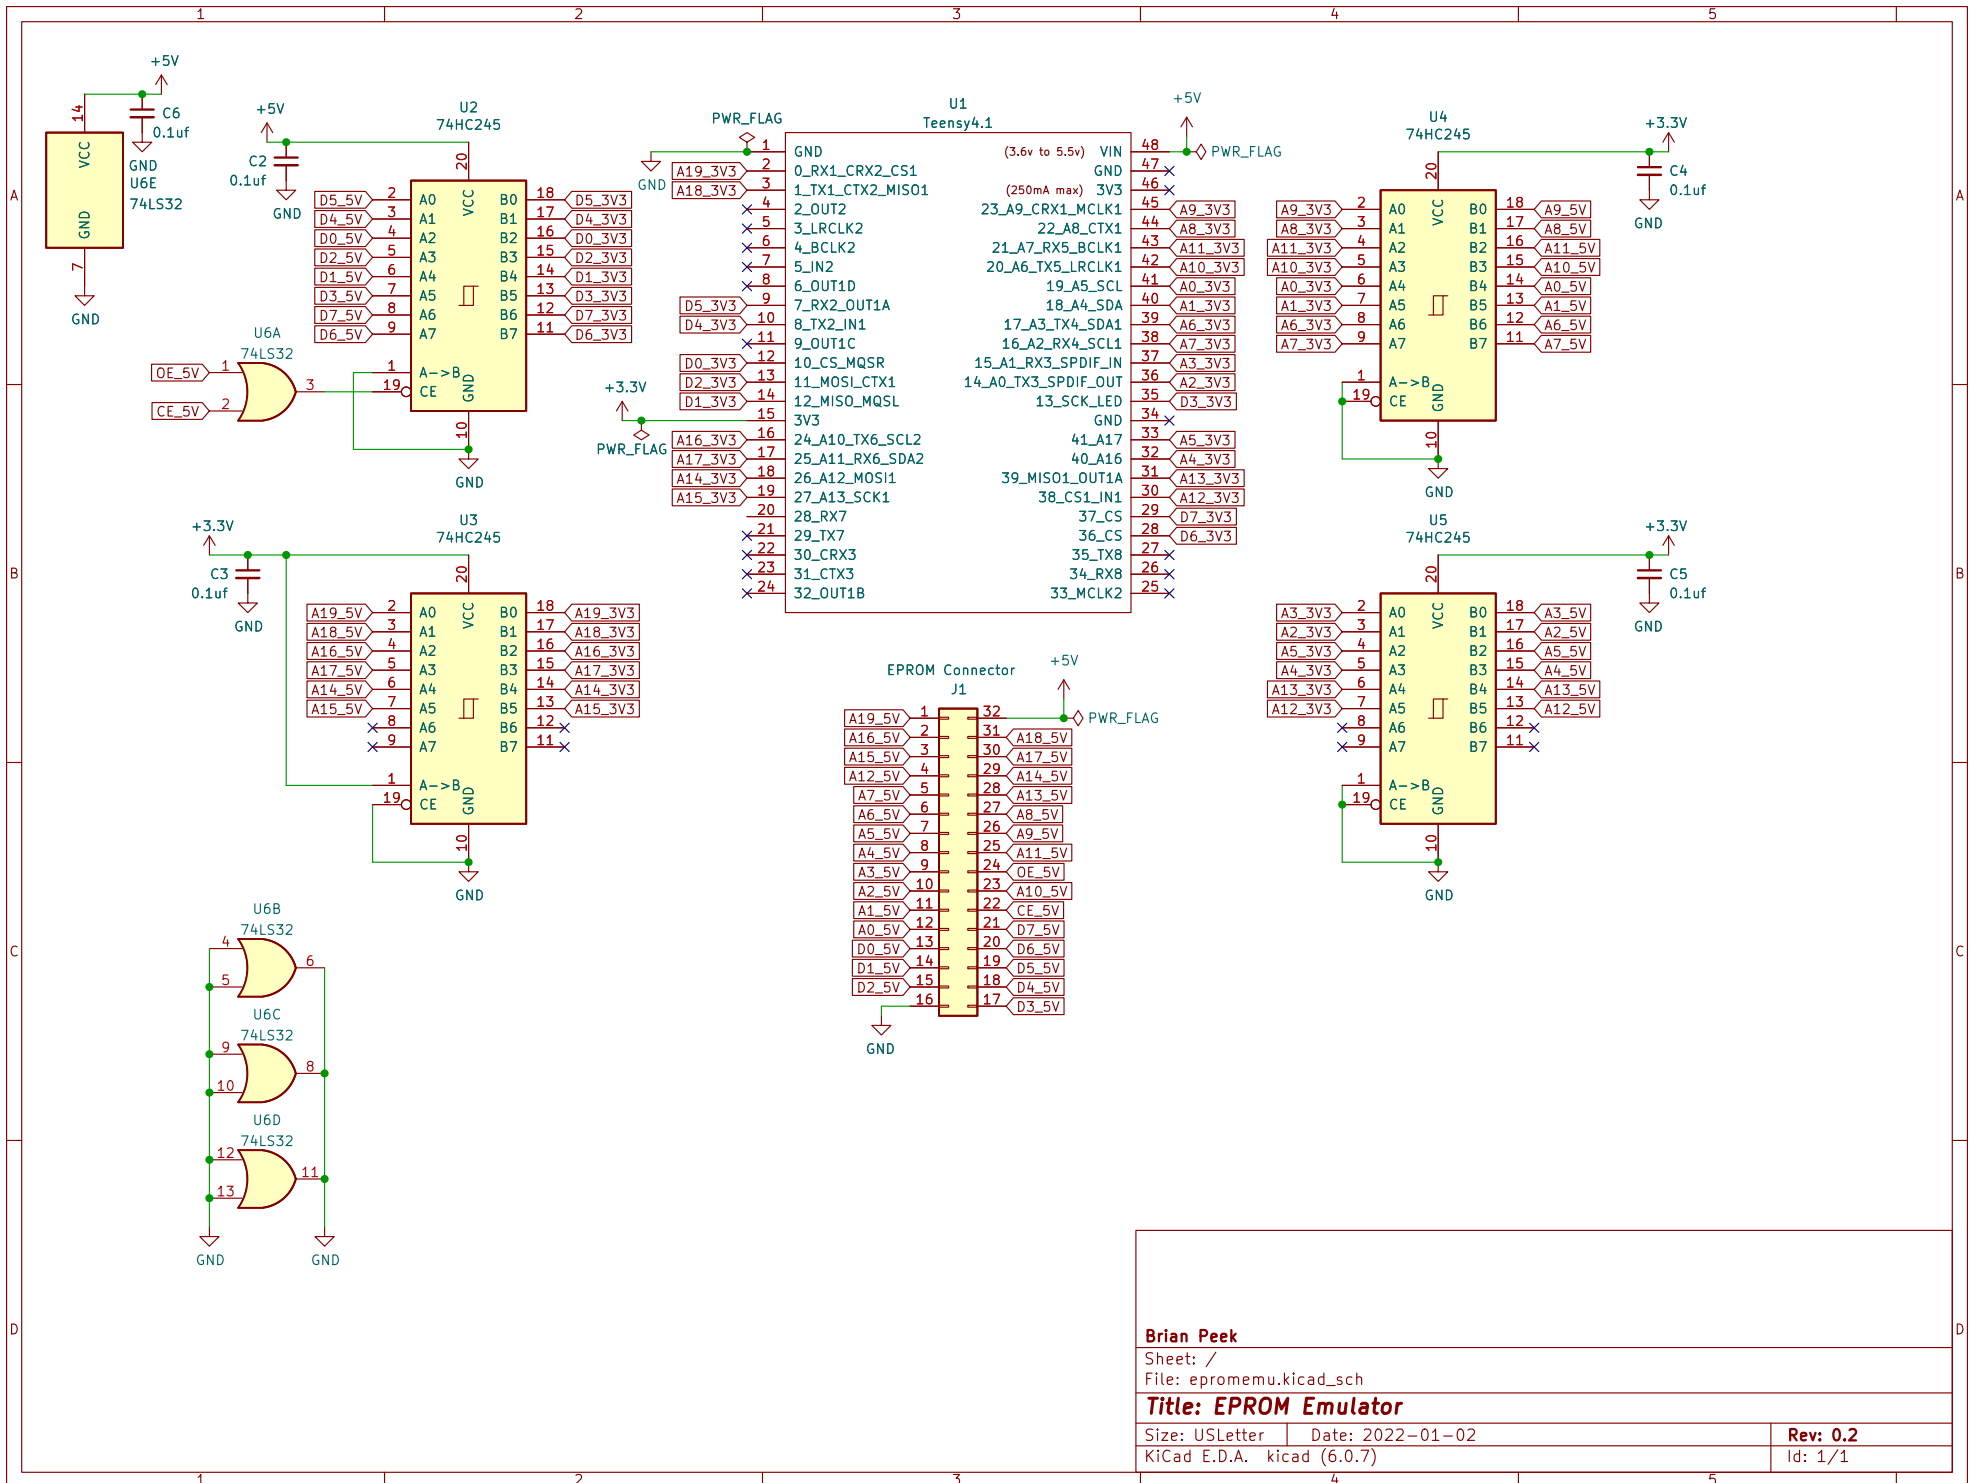 1 2 3 4 5
A
B
C
D
+5V
14
VCC
GND
7
C6
0.1uf
GND
U6E
74LS32
GND
+5V
C2
0.1uf
GND
U2
74HC245
20
VCC
D5_5V 2 A0 B0 18 D5_3V3
D4_5V 3 A1 B1 17 D4_3V3
D0_5V 4 A2 B2 16 D0_3V3
D2_5V 5 A3 B3 15 D2_3V3
D1_5V 6 A4 B4 14 D1_3V3
D3_5V 7 A5 B5 13 D3_3V3
D7_5V 8 A6 B6 12 D7_3V3
D6_5V 9 A7 B7 11 D6_3V3
1 A->B
19 CE
GND
10
GND
U6A
74LS32
OE_5V 1
CE_5V 2
3
U1
Teensy4.1
PWR_FLAG
GND
+5V
PWR_FLAG
1 GND (3.6v to 5.5v) VIN 48
A19_3V3 2 0_RX1_CRX2_CS1 GND 47
A18_3V3 3 1_TX1_CTX2_MISO1 (250mA max) 3V3 46
4 2_OUT2 23_A9_CRX1_MCLK1 45 A9_3V3
5 3_LRCLK2 22_A8_CTX1 44 A8_3V3
6 4_BCLK2 21_A7_RX5_BCLK1 43 A11_3V3
7 5_IN2 20_A6_TX5_LRCLK1 42 A10_3V3
8 6_OUT1D 19_A5_SCL 41 A0_3V3
D5_3V3 9 7_RX2_OUT1A 18_A4_SDA 40 A1_3V3
D4_3V3 10 8_TX2_IN1 17_A3_TX4_SDA1 39 A6_3V3
11 9_OUT1C 16_A2_RX4_SCL1 38 A7_3V3
D0_3V3 12 10_CS_MQSR 15_A1_RX3_SPDIF_IN 37 A3_3V3
D2_3V3 13 11_MOSI_CTX1 14_A0_TX3_SPDIF_OUT 36 A2_3V3
D1_3V3 14 12_MISO_MQSL 13_SCK_LED 35 D3_3V3
15 3V3 GND 34
A16_3V3 16 24_A10_TX6_SCL2 41_A17 33 A5_3V3
A17_3V3 17 25_A11_RX6_SDA2 40_A16 32 A4_3V3
A14_3V3 18 26_A12_MOSI1 39_MISO1_OUT1A 31 A13_3V3
A15_3V3 19 27_A13_SCK1 38_CS1_IN1 30 A12_3V3
20 28_RX7 37_CS 29 D7_3V3
21 29_TX7 36_CS 28 D6_3V3
22 30_CRX3 35_TX8 27
23 31_CTX3 34_RX8 26
24 32_OUT1B 33_MCLK2 25
+3.3V
PWR_FLAG
U4
74HC245
+3.3V
C4
0.1uf
GND
20
VCC
A9_3V3 2 A0 B0 18 A9_5V
A8_3V3 3 A1 B1 17 A8_5V
A11_3V3 4 A2 B2 16 A11_5V
A10_3V3 5 A3 B3 15 A10_5V
A0_3V3 6 A4 B4 14 A0_5V
A1_3V3 7 A5 B5 13 A1_5V
A6_3V3 8 A6 B6 12 A6_5V
A7_3V3 9 A7 B7 11 A7_5V
1 A->B
19 CE
GND
10
GND
+3.3V
C3
0.1uf
GND
U3
74HC245
20
VCC
A19_5V 2 A0 B0 18 A19_3V3
A18_5V 3 A1 B1 17 A18_3V3
A16_5V 4 A2 B2 16 A16_3V3
A17_5V 5 A3 B3 15 A17_3V3
A14_5V 6 A4 B4 14 A14_3V3
A15_5V 7 A5 B5 13 A15_3V3
8 A6 B6 12
9 A7 B7 11
1 A->B
19 CE
GND
10
GND
U5
74HC245
+3.3V
C5
0.1uf
GND
20
VCC
A3_3V3 2 A0 B0 18 A3_5V
A2_3V3 3 A1 B1 17 A2_5V
A5_3V3 4 A2 B2 16 A5_5V
A4_3V3 5 A3 B3 15 A4_5V
A13_3V3 6 A4 B4 14 A13_5V
A12_3V3 7 A5 B5 13 A12_5V
8 A6 B6 12
9 A7 B7 11
1 A->B
19 CE
GND
10
GND
EPROM Connector
J1
+5V
PWR_FLAG
A19_5V 1 32
A16_5V 2 31 A18_5V
A15_5V 3 30 A17_5V
A12_5V 4 29 A14_5V
A7_5V 5 28 A13_5V
A6_5V 6 27 A8_5V
A5_5V 7 26 A9_5V
A4_5V 8 25 A11_5V
A3_5V 9 24 OE_5V
A2_5V 10 23 A10_5V
A1_5V 11 22 CE_5V
A0_5V 12 21 D7_5V
D0_5V 13 20 D6_5V
D1_5V 14 19 D5_5V
D2_5V 15 18 D4_5V
16 17 D3_5V
GND
U6B
74LS32
4
5
6
U6C
74LS32
9
10
8
U6D
74LS32
12
13
11
GND GND
Brian Peek
Sheet: /
File: epromemu.kicad_sch
Title: EPROM Emulator
Size: USLetter Date: 2022-01-02 Rev: 0.2
KiCad E.D.A. kicad (6.0.7) Id: 1/1
A
B
C
D
1 2 3 4 5